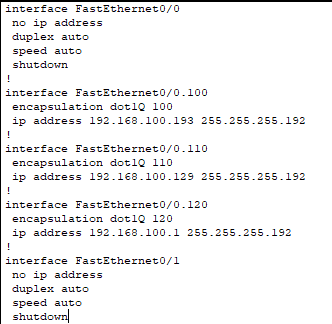 interface FastEthernet0/0
no ip address
duplex auto
speed auto
shutdown
!
interface FastEthernet0/0.100
encapsulation dot1Q 100
ip address 192.168.100.193 255.255.255.192
!
interface FastEthernet0/0.110
encapsulation dot1Q 110
ip address 192.168.100.129 255.255.255.192
!
interface FastEthernet0/0.120
encapsulation dot1Q 120
ip address 192.168.100.1 255.255.255.192
!
interface FastEthernet0/1
no ip address
duplex auto
speed auto
shutdown